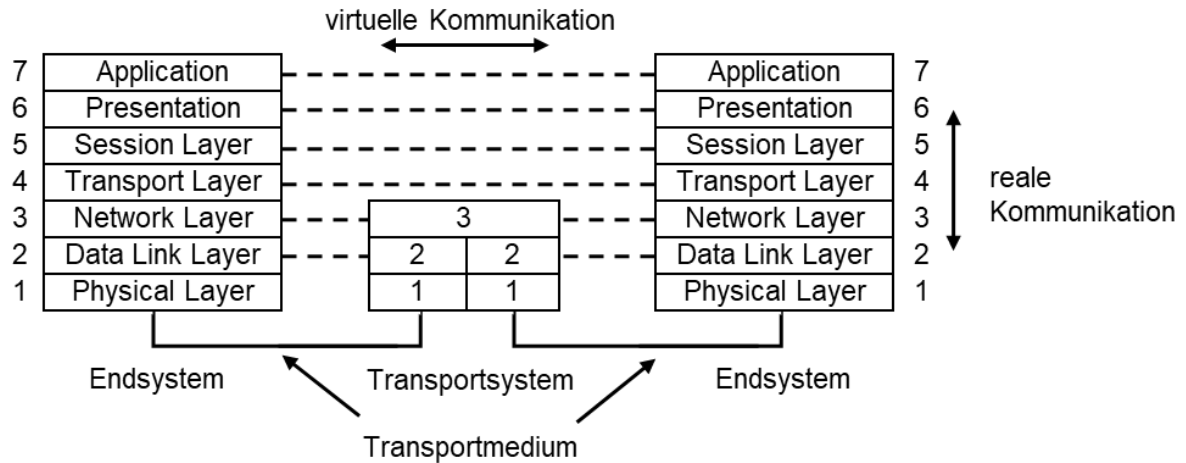 virtuelle Kommunikation
7 Application Application 7
6 Presentation Presentation 6
5 Session Layer Session Layer 5
4 Transport Layer Transport Layer 4
3 Network Layer 3 Network Layer 3
2 Data Link Layer 2 2 Data Link Layer 2
1 Physical Layer 1 1 Physical Layer 1
reale
Kommunikation
Endsystem Transportsystem Endsystem
Transportmedium